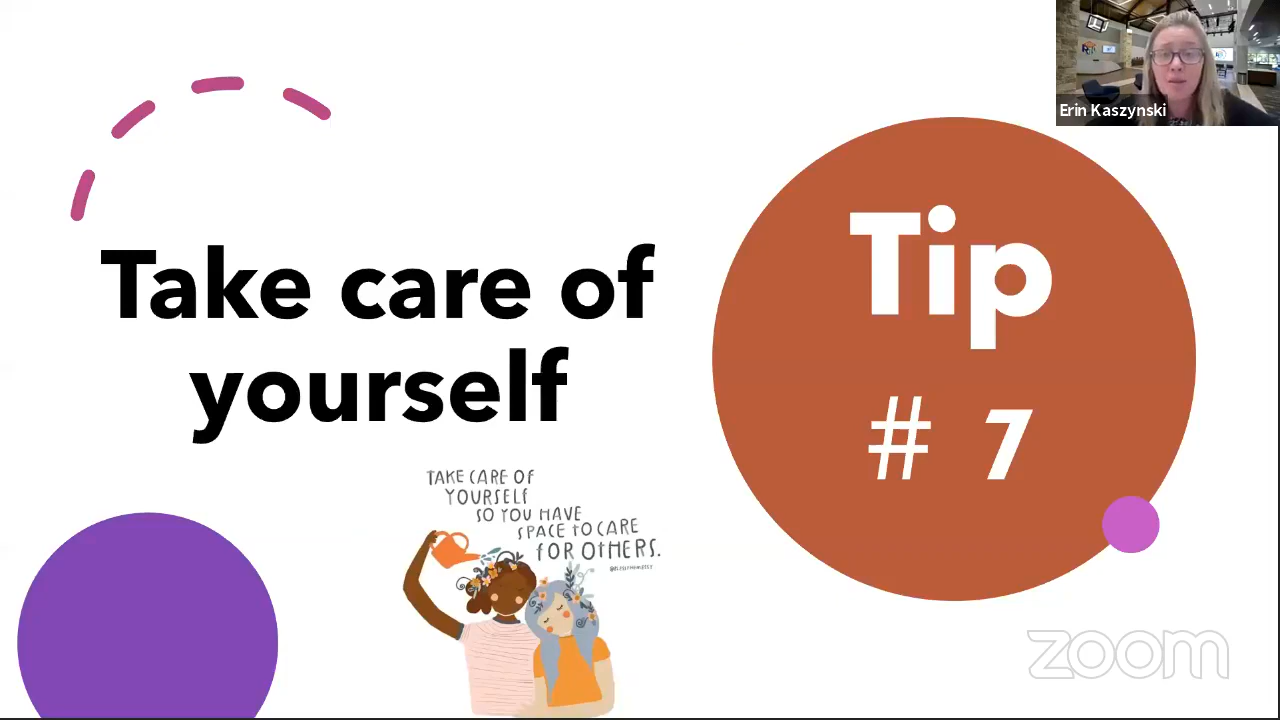 Erin Kaszynski
Take care of
yourself
Tip
# 7
TAKE CARE OF
YOURSELF
SO YOU HAVE
SPACE TO CARE
FOR OTHERS.
zoom